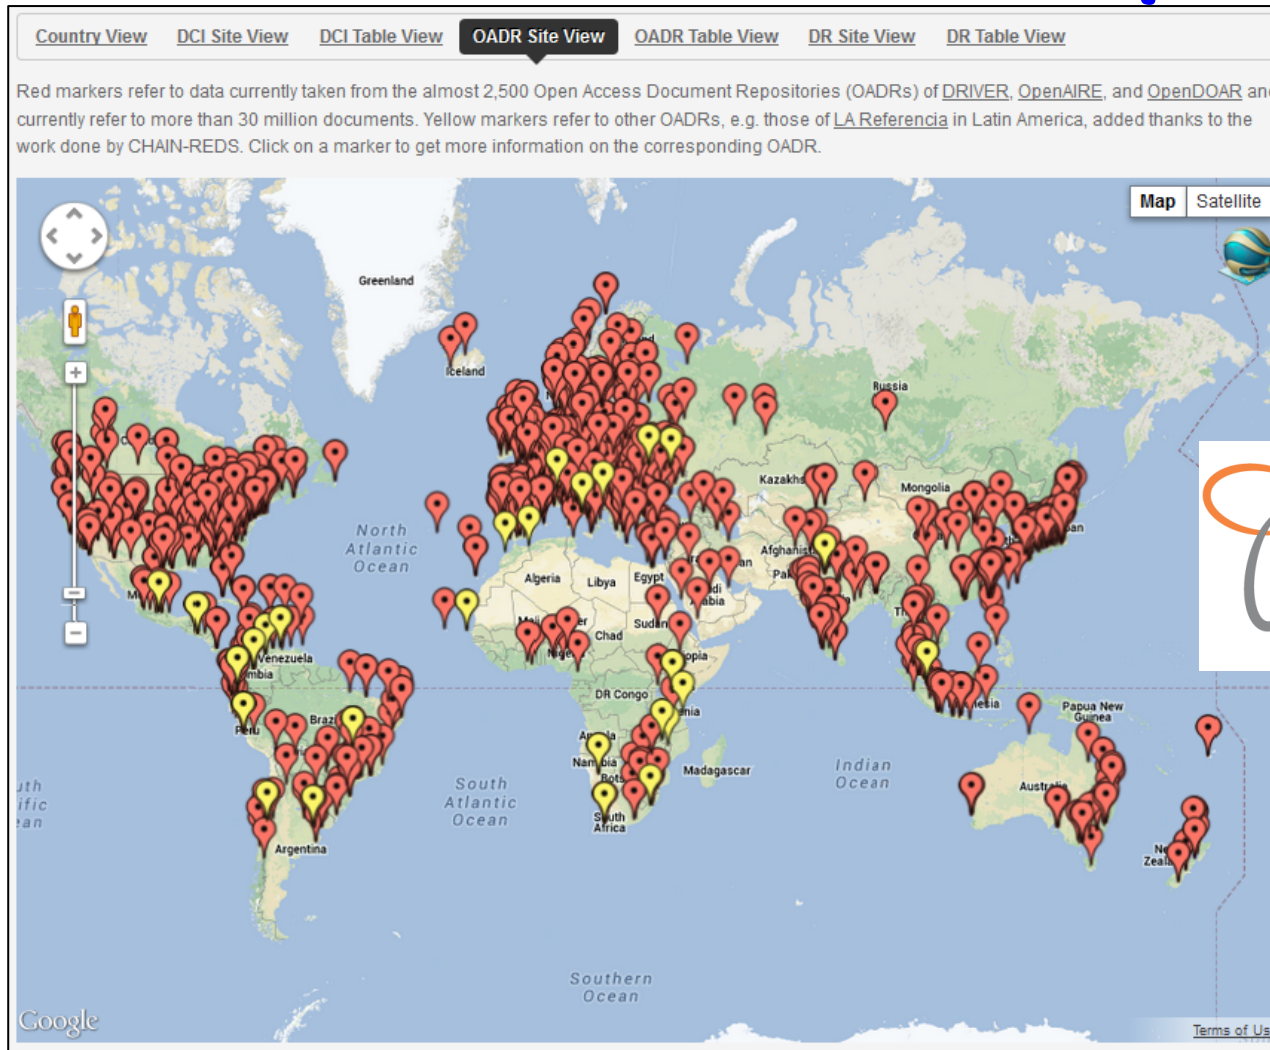 Country View DCI Site View DCI Table View OADR Site View OADR Table View DR Site View DR Table View
Red markers refer to data currently taken from the almost 2,500 Open Access Document Repositories (OADRs) of DRIVER, OpenAIRE, and OpenDOAR and
currently refer to more than 30 million documents. Yellow markers refer to other OADRs, e.g. those of LA Referencia in Latin America, added thanks to the
work done by CHAIN-REDS. Click on a marker to get more information on the corresponding OADR.
Map Satellite
Greenland
Iceland
Russia
Kazakhs
Mongolia
North
Atlantic
Ocean
Afghanis
Algeria
Libya
Egypt
Sudan
Chad
Venezuela
DR Congo
Papua New
Guinea
Peru
Madagascar
Indian
Ocean
South
Atlantic
Ocean
South
Africa
Argentina
Southern
Ocean
Google
Terms of Us